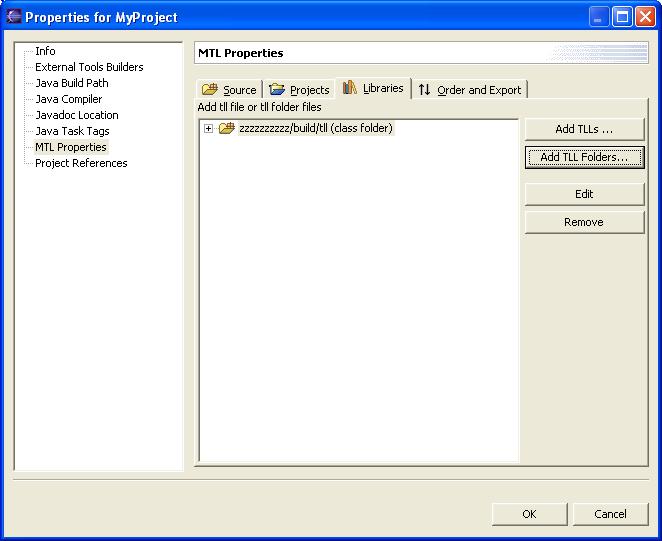 Properties for MyProject
Info
External Tools Builders
Java Build Path
Java Compiler
Javadoc Location
Java Task Tags
MTL Properties
Project References
MTL Properties
Source Projects Libraries Order and Export
Add tll file or tll folder files
zzzzzzzzzz/build/tll (class folder)
Add TLLs ...
Add TLL Folders...
Edit
Remove
OK Cancel